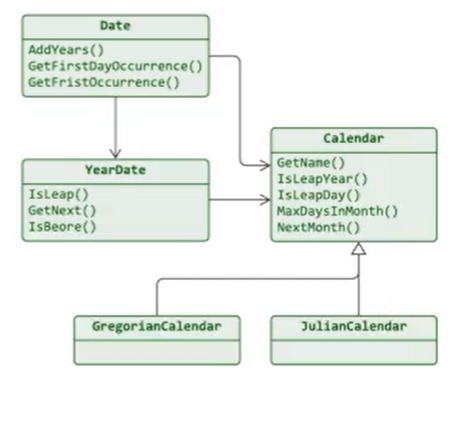 Date
AddYears()
GetFirstDayOccurrence()
GetFristOccurrence()
Calendar
GetName()
IsLeapYear()
IsLeapDay()
MaxDaysInMonth()
NextMonth()
YearDate
IsLeap()
GetNext()
IsBeore()
GregorianCalendar
JulianCalendar